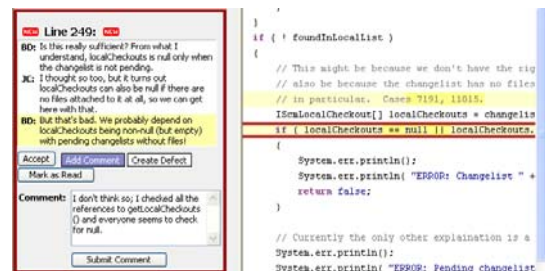 NEW Line 249: NEW
BD: Is this really sufficient? From what I
understand, localCheckouts is null only when
the changelist is not pending.
JC: I thought so too, but it turns out
localCheckouts can also be null if there are
no files attached to it at all, so we can get
here with that.
BD: But that's bad. We probably depend on
localCheckouts being non-null (but empty)
with pending changelists without files!
Accept Add Comment Create Defect
Mark as Read
Comment: I don't think so; I checked all the
references to getLocalCheckouts
() and everyone seems to check
for null.
Submit Comment
}
if ( ! foundInLocalList )
{
// This might be because we don't have the rig
// also be because the changelist has no files
// in particular. Cases 7191, 11015.
IScmLocalCheckout[] localCheckouts = changelis
if ( localCheckouts == null || localCheckouts.
{
System.err.println();
System.err.println( "ERROR: Changelist " +
return false;
}
// Currently the only other explaination is a
System.err.println();
System.err.println( "ERROR: Pending changelist